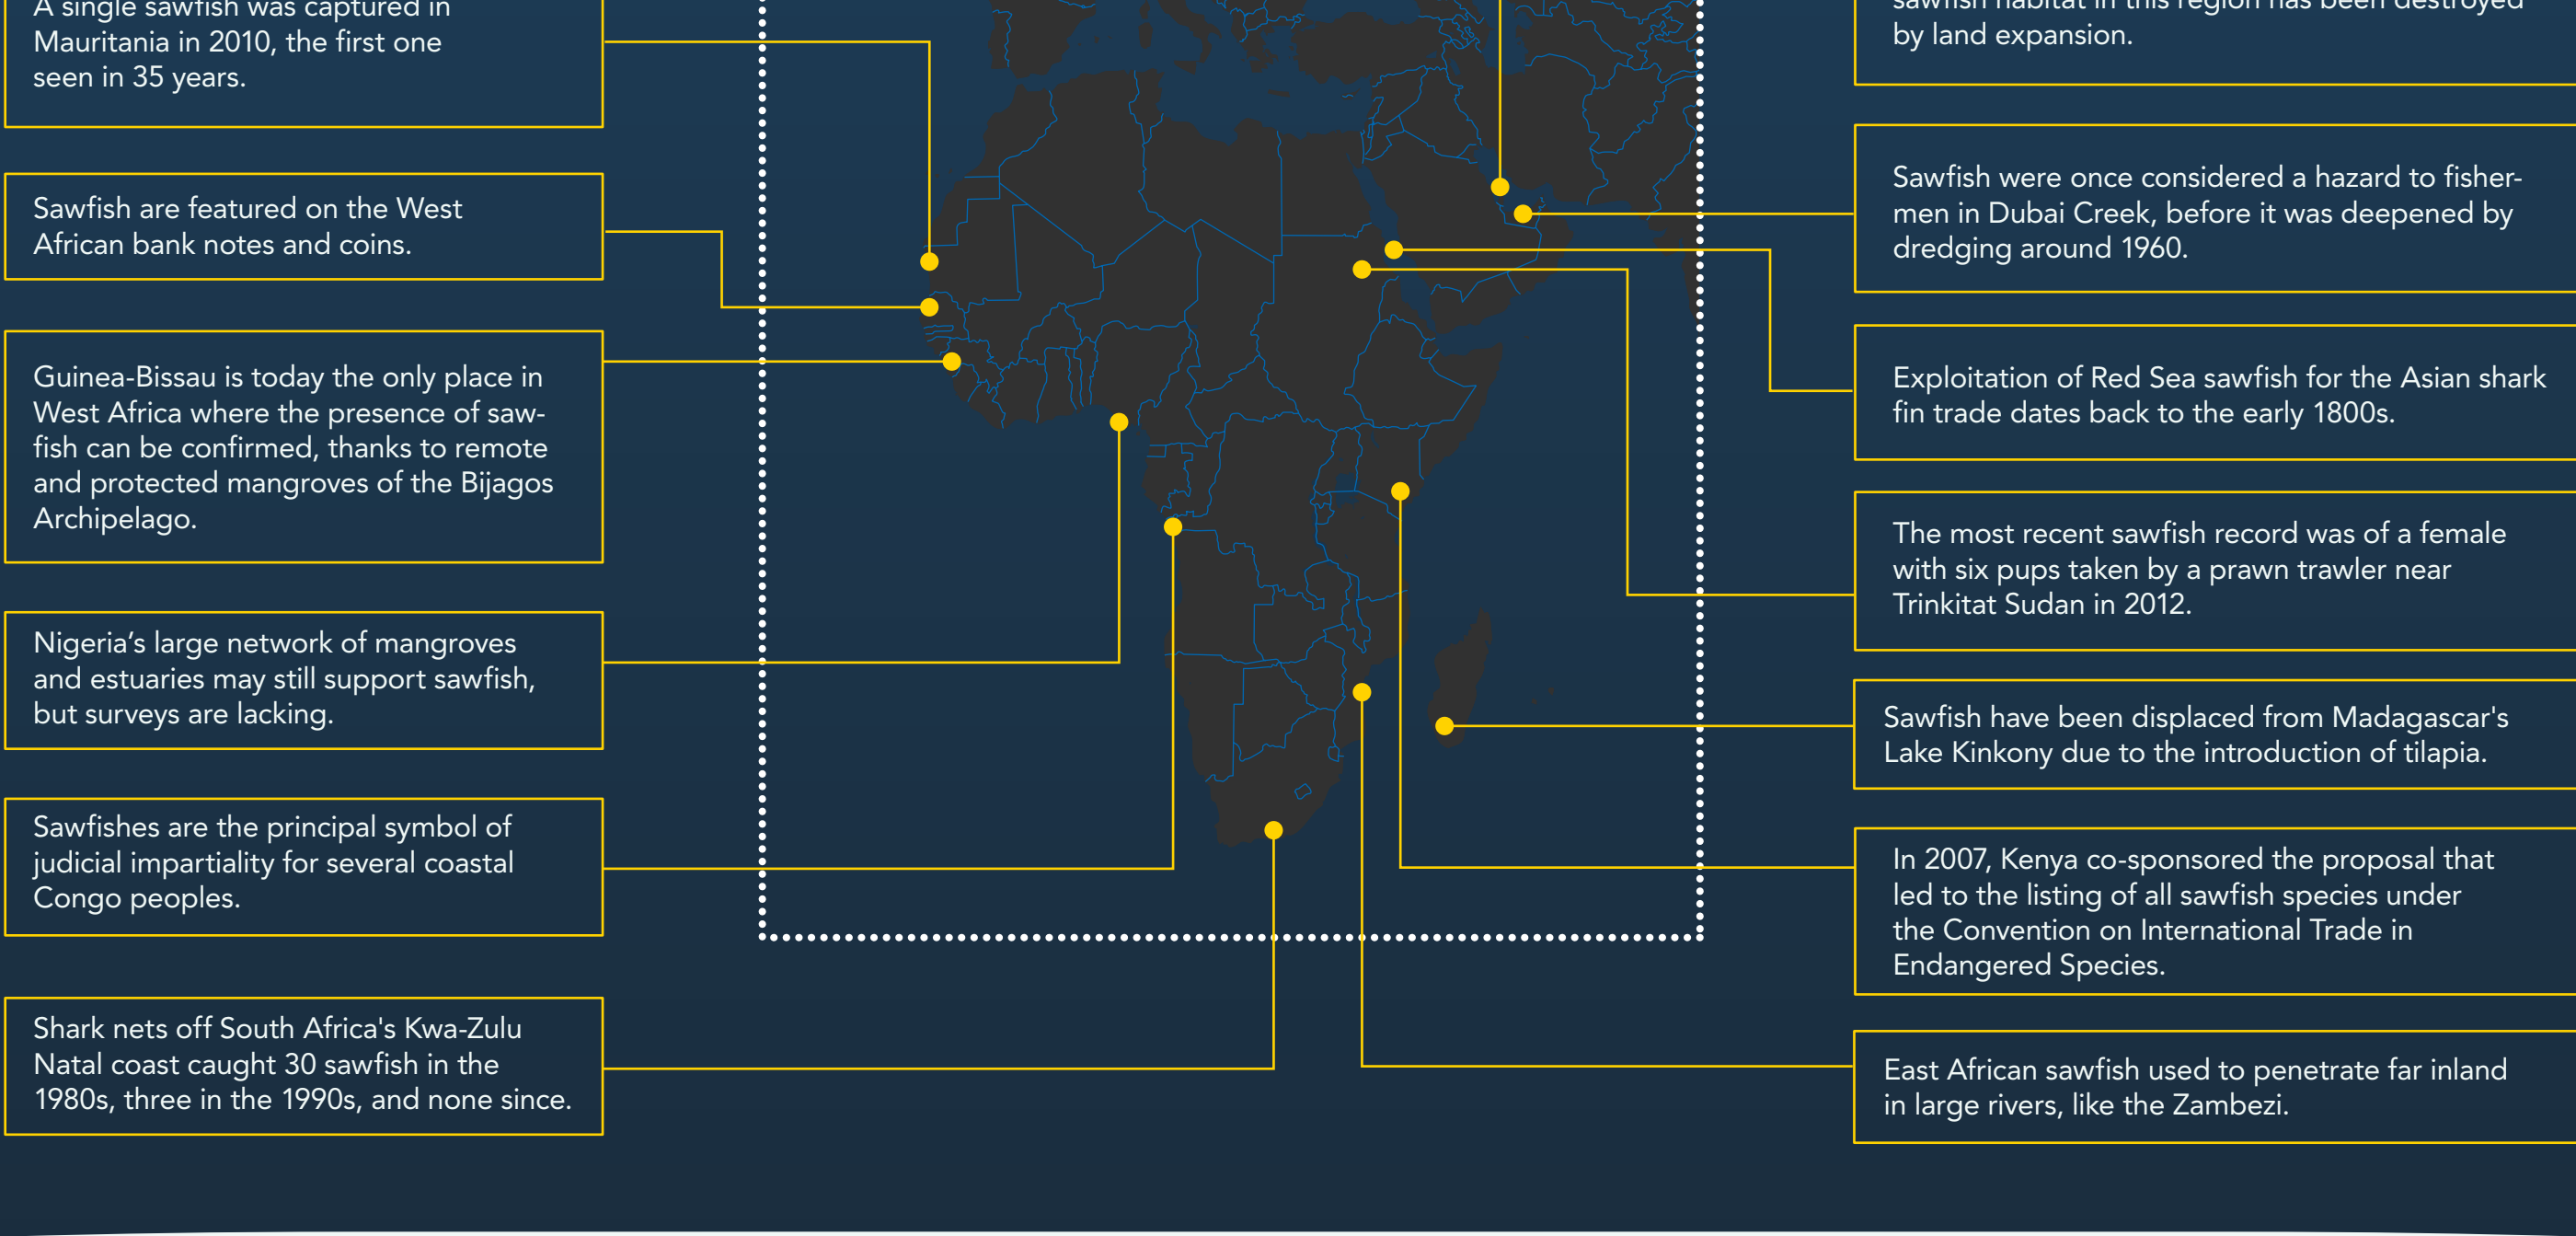 A single sawfish was captured in
Mauritania in 2010, the first one
seen in 35 years.
Sawfish are featured on the West
African bank notes and coins.
Guinea-Bissau is today the only place in
West Africa where the presence of saw-
fish can be confirmed, thanks to remote
and protected mangroves of the Bijagos
Archipelago.
Nigeria’s large network of mangroves
and estuaries may still support sawfish,
but surveys are lacking.
Sawfishes are the principal symbol of
judicial impartiality for several coastal
Congo peoples.
Shark nets off South Africa's Kwa-Zulu
Natal coast caught 30 sawfish in the
1980s, three in the 1990s, and none since.
sawfish habitat in this region has been destroyed
by land expansion.
Sawfish were once considered a hazard to fisher-
men in Dubai Creek, before it was deepened by
dredging around 1960.
Exploitation of Red Sea sawfish for the Asian shark
fin trade dates back to the early 1800s.
The most recent sawfish record was of a female
with six pups taken by a prawn trawler near
Trinkitat Sudan in 2012.
Sawfish have been displaced from Madagascar's
Lake Kinkony due to the introduction of tilapia.
In 2007, Kenya co-sponsored the proposal that
led to the listing of all sawfish species under
the Convention on International Trade in
Endangered Species.
East African sawfish used to penetrate far inland
in large rivers, like the Zambezi.